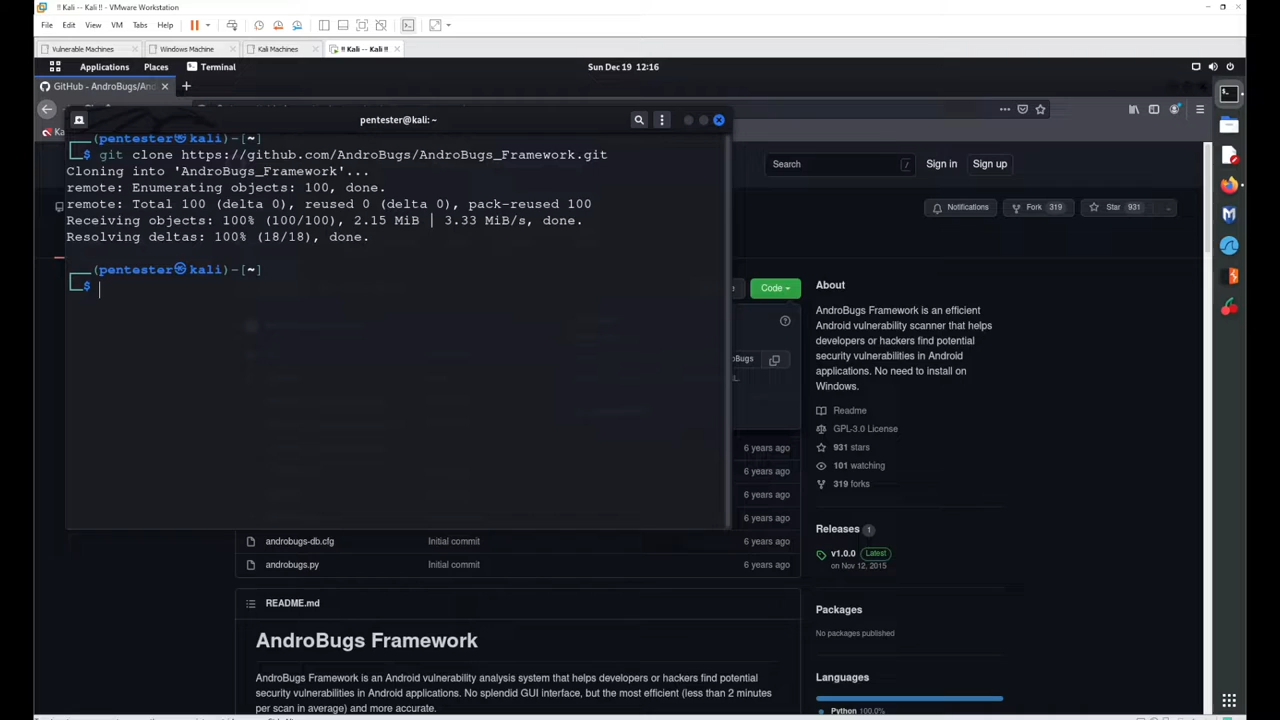 !! Kali -- Kali !! - VMware Workstation
File Edit View VM Tabs Help
Vulnerable Machines
Windows Machine
Kali Machines
!! Kali -- Kali !!
Applications Places Terminal
Sun Dec 19 12:16
GitHub - AndroBugs/And
pentester@kali: ~
(pentester㉿kali)-[~]
$ git clone https://github.com/AndroBugs/AndroBugs_Framework.git
Cloning into 'AndroBugs_Framework'...
remote: Enumerating objects: 100, done.
remote: Total 100 (delta 0), reused 0 (delta 0), pack-reused 100
Receiving objects: 100% (100/100), 2.15 MiB | 3.33 MiB/s, done.
Resolving deltas: 100% (18/18), done.
(pentester㉿kali)-[~]
$
Search /
Sign in
Sign up
Notifications
Fork 319
Star 931
Code
oBugs
6 years ago
6 years ago
6 years ago
6 years ago
androbugs-db.cfg Initial commit 6 years ago
androbugs.py Initial commit 6 years ago
README.md
AndroBugs Framework
AndroBugs Framework is an Android vulnerability analysis system that helps developers or hackers find potential
security vulnerabilities in Android applications. No splendid GUI interface, but the most efficient (less than 2 minutes
per scan in average) and more accurate.
About
AndroBugs Framework is an efficient
Android vulnerability scanner that helps
developers or hackers find potential
security vulnerabilities in Android
applications. No need to install on
Windows.
Readme
GPL-3.0 License
931 stars
101 watching
319 forks
Releases 1
v1.0.0 Latest
on Nov 12, 2015
Packages
No packages published
Languages
Python 100.0%